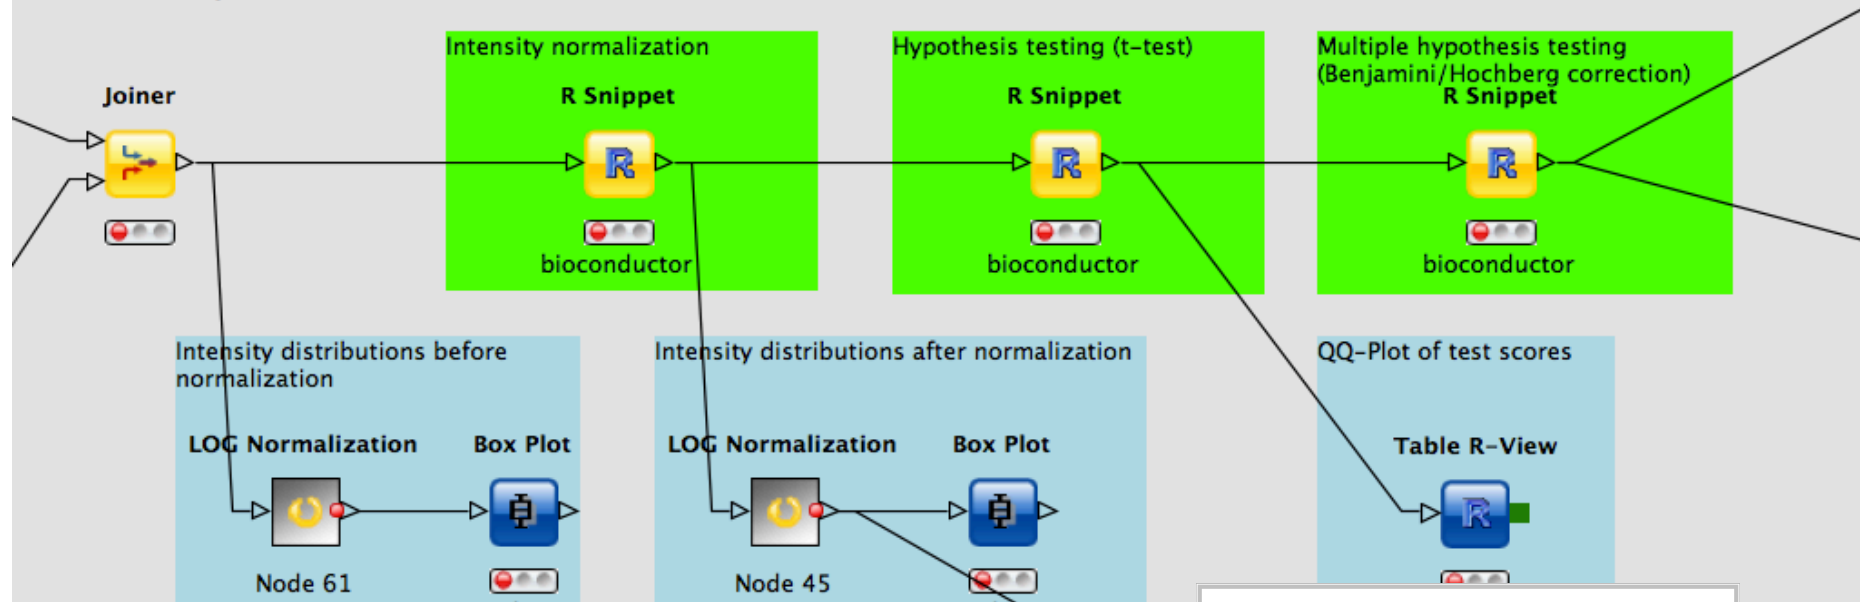 Intensity normalization
Hypothesis testing (t-test)
Multiple hypothesis testing
(Benjamini/Hochberg correction)
Joiner
R Snippet
R Snippet
R Snippet
bioconductor
bioconductor
bioconductor
Intensity distributions before
normalization
Intensity distributions after normalization
QQ-Plot of test scores
LOG Normalization
Box Plot
LOG Normalization
Box Plot
Table R-View
Node 61
Node 45